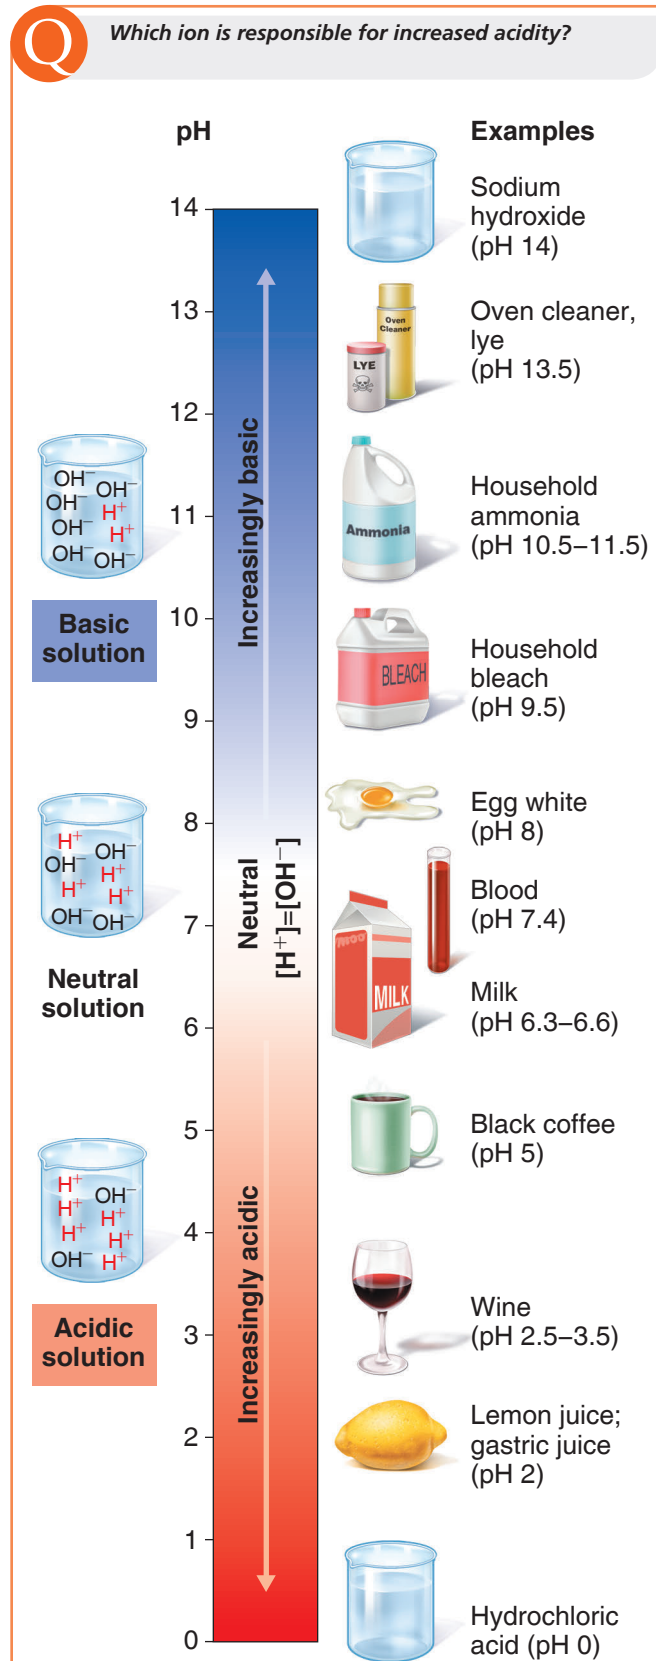 Q
Which ion is responsible for increased acidity?
pH
Examples
14
13
12
11
10
9
8
7
6
5
4
3
2
1
0
Increasingly basic
Neutral
[H⁺]=[OH⁻]
Increasingly acidic
OH⁻
OH⁻
OH⁻
H⁺
OH⁻
H⁺
OH⁻
OH⁻
Basic
solution
H⁺
OH⁻
OH⁻
H⁺
H⁺
H⁺
OH⁻
OH⁻
Neutral
solution
H⁺
OH⁻
H⁺
H⁺
H⁺
H⁺
OH⁻
H⁺
Acidic
solution
Sodium
hydroxide
(pH 14)
Oven
Cleaner
LYE
Oven cleaner,
lye
(pH 13.5)
Ammonia
Household
ammonia
(pH 10.5–11.5)
BLEACH
Household
bleach
(pH 9.5)
Egg white
(pH 8)
Blood
(pH 7.4)
MOO
MILK
Milk
(pH 6.3–6.6)
Black coffee
(pH 5)
Wine
(pH 2.5–3.5)
Lemon juice;
gastric juice
(pH 2)
Hydrochloric
acid (pH 0)